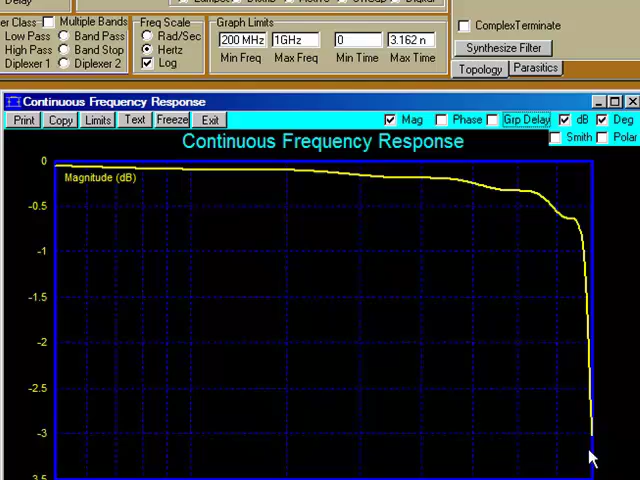 Delay
Lumped Distrib Active Swcap Digital
er Class Multiple Bands
Freq Scale
Graph Limits
Low Pass Band Pass
High Pass Band Stop
Diplexer 1 Diplexer 2
Rad/Sec
Hertz
Log
200 MHz 1GHz 0 3.162 n
Min Freq Max Freq Min Time Max Time
ComplexTerminate
Synthesize Filter
Topology Parasitics
Continuous Frequency Response
Print Copy Limits Text Freeze Exit
Mag Phase Grp Delay dB Deg
Smith Polar
Continuous Frequency Response
Magnitude (dB)
0
-0.5
-1
-1.5
-2
-2.5
-3
-3.5